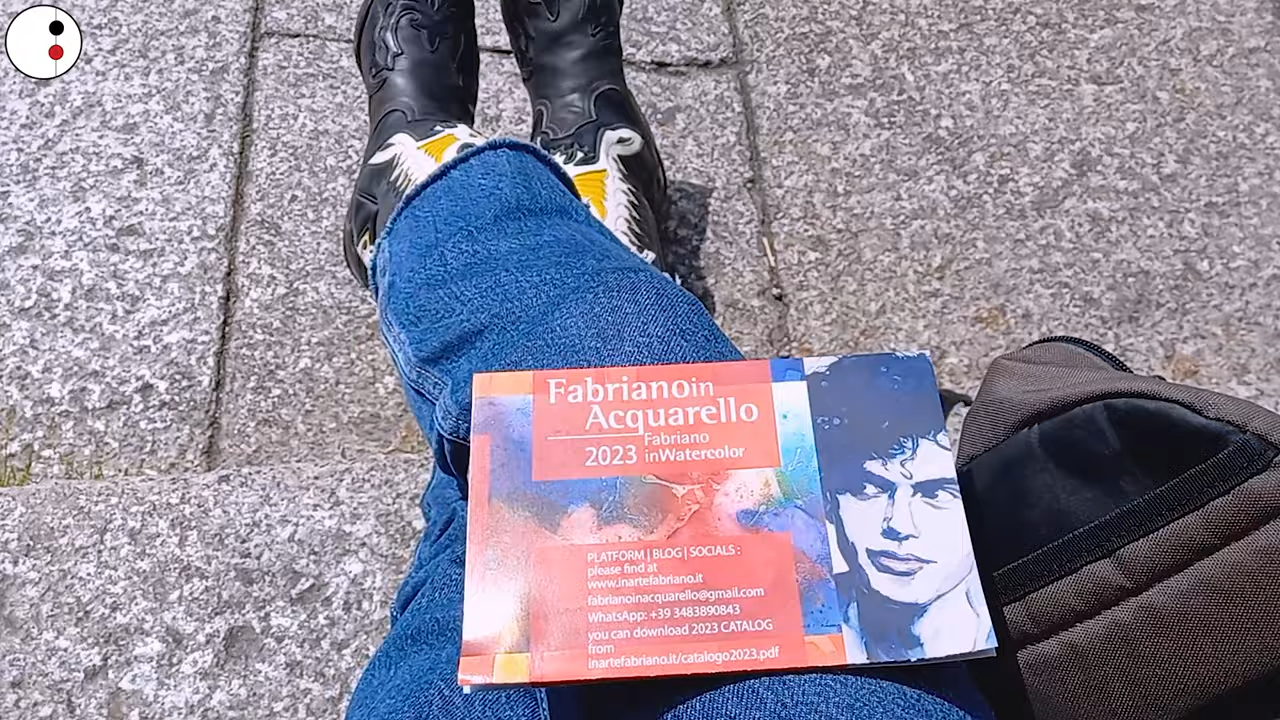 Fabrianoin
Acquarello
2023 Fabriano
inWatercolor
PLATFORM | BLOG | SOCIALS :
please find at
www.inartefabriano.it
fabrianoinacquarello@gmail.com
WhatsApp: +39 3483890843
you can download 2023 CATALOG
from
inartefabriano.it/catalogo2023.pdf